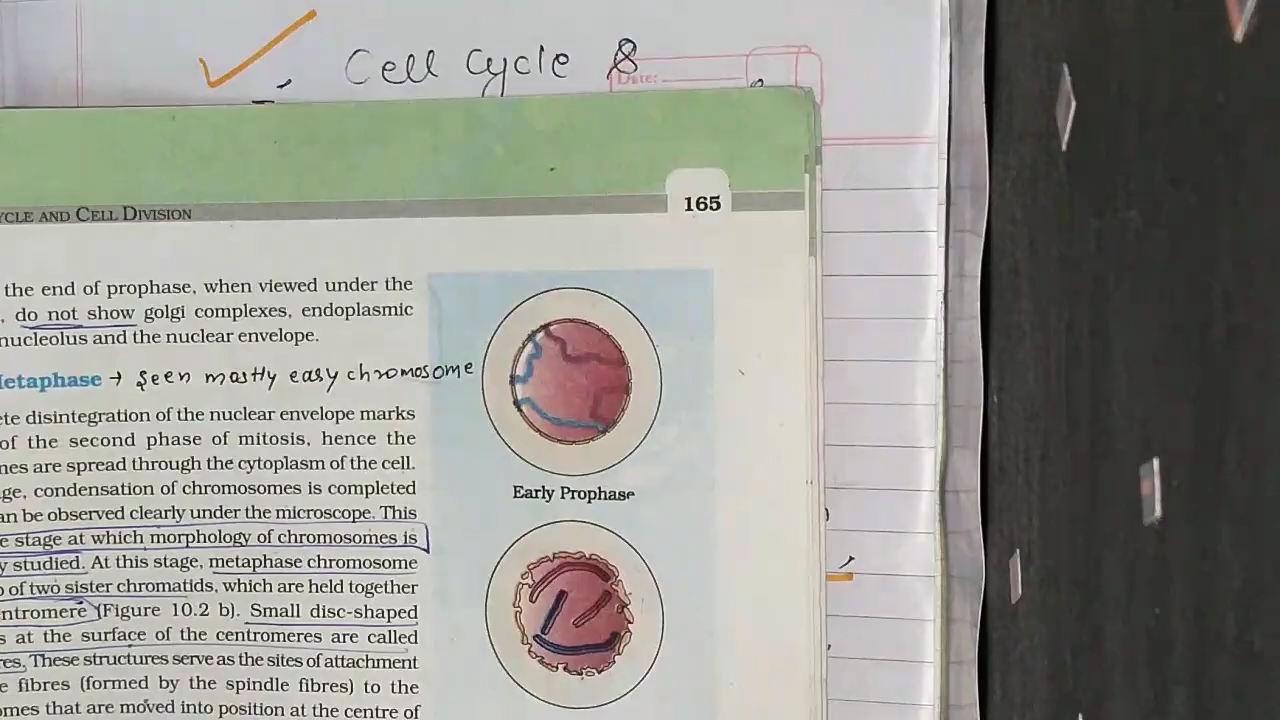 Cell Cycle &
Date:
CYCLE AND CELL DIVISION
165
the end of prophase, when viewed under the
, do not show golgi complexes, endoplasmic
nucleolus and the nuclear envelope.
Metaphase → seen mostly easy chromosome
ete disintegration of the nuclear envelope marks
of the second phase of mitosis, hence the
nes are spread through the cytoplasm of the cell.
ge, condensation of chromosomes is completed
an be observed clearly under the microscope. This
e stage at which morphology of chromosomes is
y studied. At this stage, metaphase chromosome
p of two sister chromatids, which are held together
entromere (Figure 10.2 b). Small disc-shaped
s at the surface of the centromeres are called
res. These structures serve as the sites of attachment
e fibres (formed by the spindle fibres) to the
omes that are moved into position at the centre of
Early Prophase